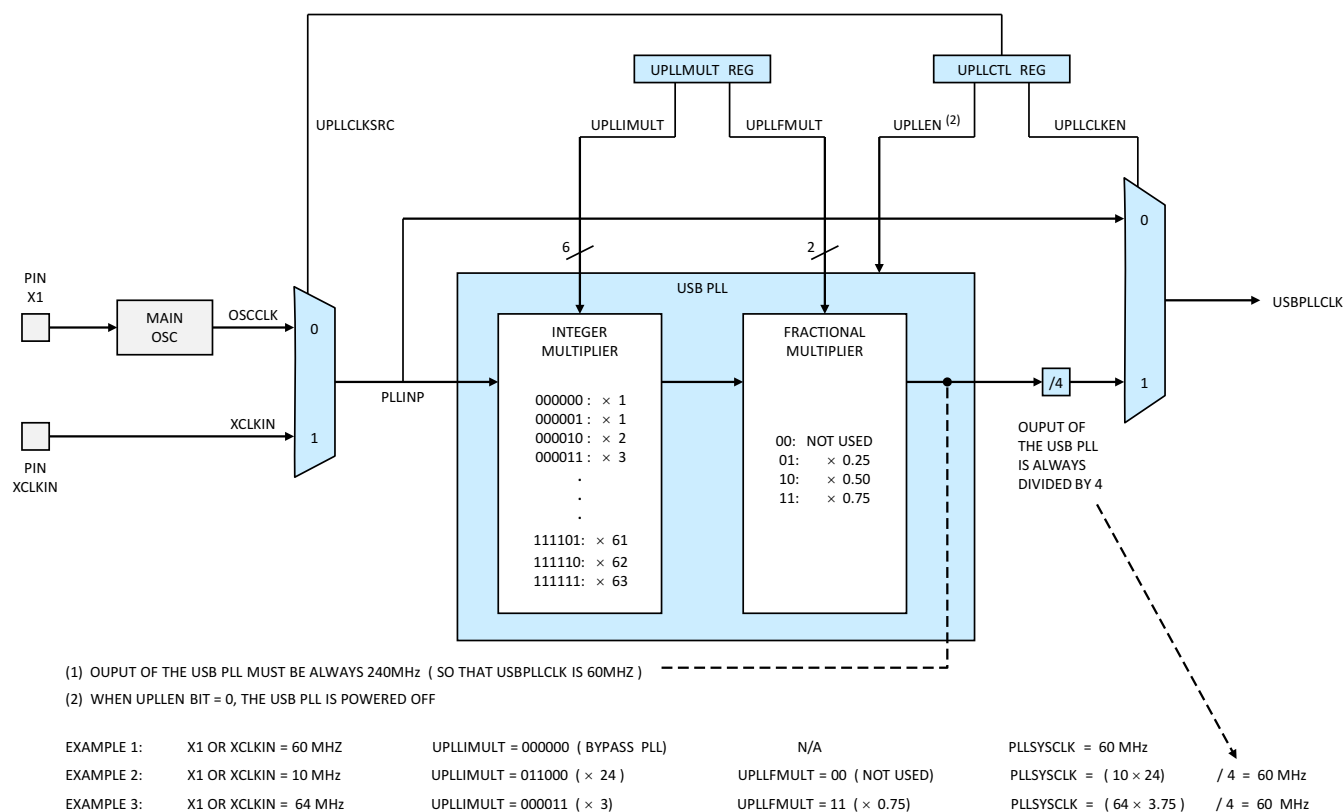 UPLLMULT REG
UPLLCTL REG
UPLLCLKSRC
UPLLIMULT
UPLLFMULT
UPLLEN (2)
UPLLCLKEN
6
2
0
PIN
X1
MAIN
OSC
OSCCLK
0
USB PLL
USBPLLCLK
INTEGER
MULTIPLIER
FRACTIONAL
MULTIPLIER
PLLINP
/4
1
XCLKIN
1
PIN
XCLKIN
000000: × 1
000001: × 1
000010: × 2
000011: × 3
.
.
.
111101: × 61
111110: × 62
111111: × 63
00: NOT USED
01: × 0.25
10: × 0.50
11: × 0.75
OUPUT OF
THE USB PLL
IS ALWAYS
DIVIDED BY 4
(1) OUPUT OF THE USB PLL MUST BE ALWAYS 240MHz ( SO THAT USBPLLCLK IS 60MHZ )
(2) WHEN UPLLEN BIT = 0, THE USB PLL IS POWERED OFF
EXAMPLE 1: X1 OR XCLKIN = 60 MHZ UPLLIMULT = 000000 ( BYPASS PLL) N/A PLLSYSCLK = 60 MHz
EXAMPLE 2: X1 OR XCLKIN = 10 MHz UPLLIMULT = 011000 ( × 24 ) UPLLFMULT = 00 ( NOT USED) PLLSYSCLK = ( 10 × 24) / 4 = 60 MHz
EXAMPLE 3: X1 OR XCLKIN = 64 MHz UPLLIMULT = 000011 ( × 3) UPLLFMULT = 11 ( × 0.75) PLLSYSCLK = ( 64 × 3.75 ) / 4 = 60 MHz